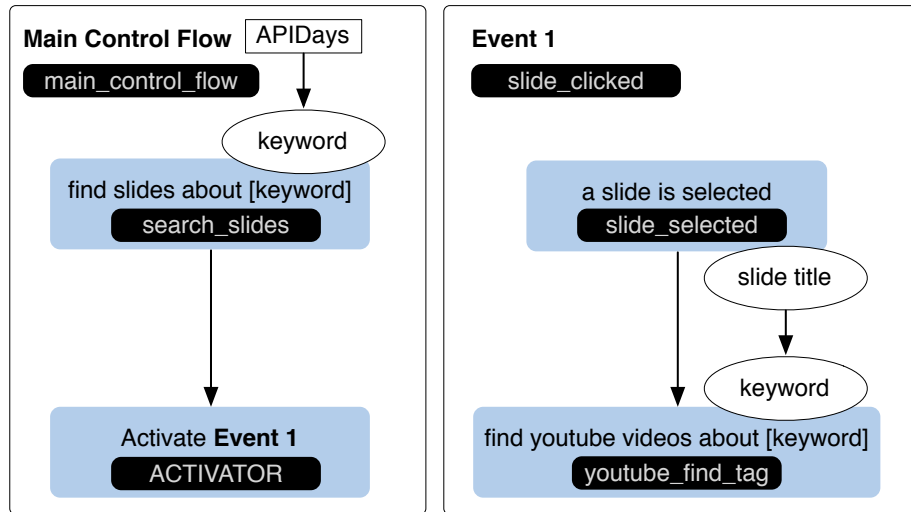 Main Control Flow
APIDays
main_control_flow
keyword
find slides about [keyword]
search_slides
Activate Event 1
ACTIVATOR
Event 1
slide_clicked
a slide is selected
slide_selected
slide title
keyword
find youtube videos about [keyword]
youtube_find_tag